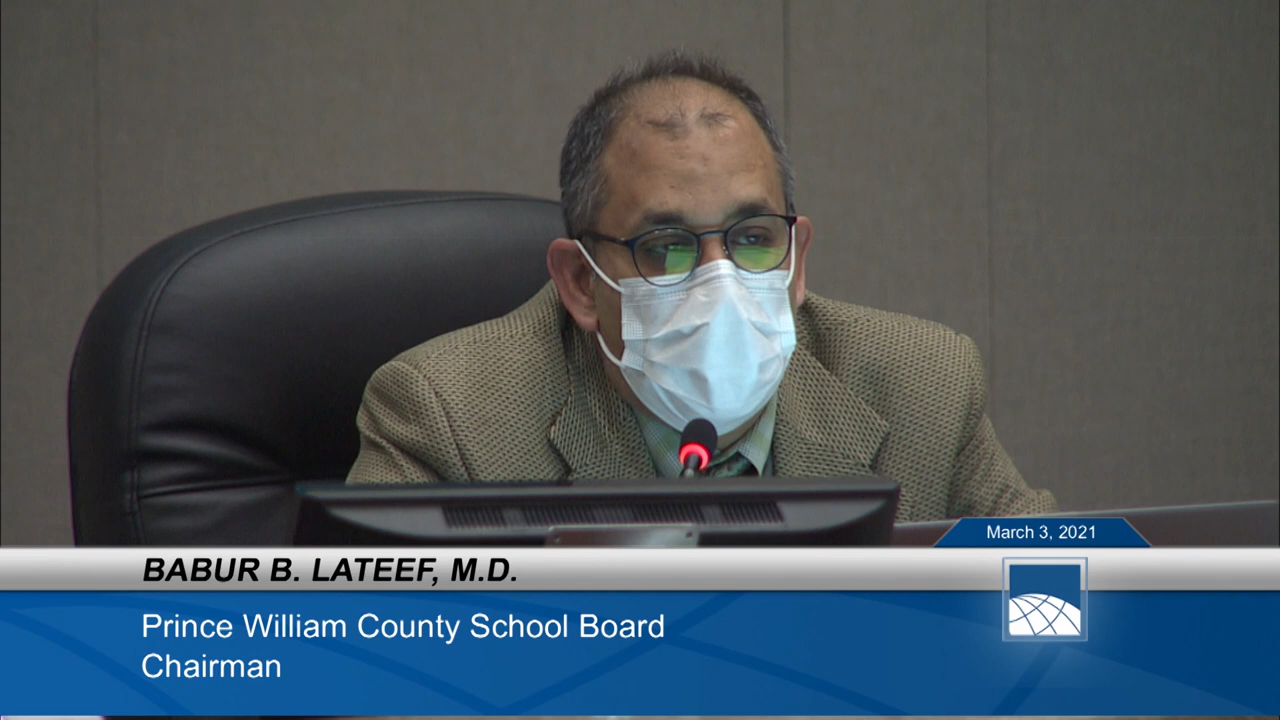 March 3, 2021
BABUR B. LATEEF, M.D.
Prince William County School Board
Chairman